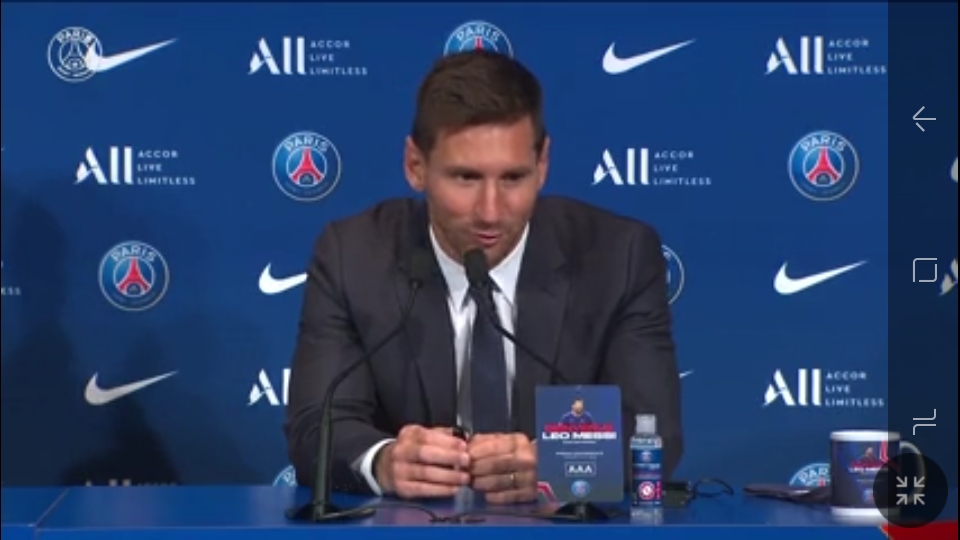 PARIS
All ACCOR LIVE LIMITLESS
PARIS
All ACCOR LIVE LIMITLESS
All ACCOR LIVE LIMITLESS
PARIS
All ACCOR LIVE LIMITLESS
PARIS
PARIS
All
All ACCOR LIVE LIMITLESS
BIENVENUE
LEO MESSI
AAA